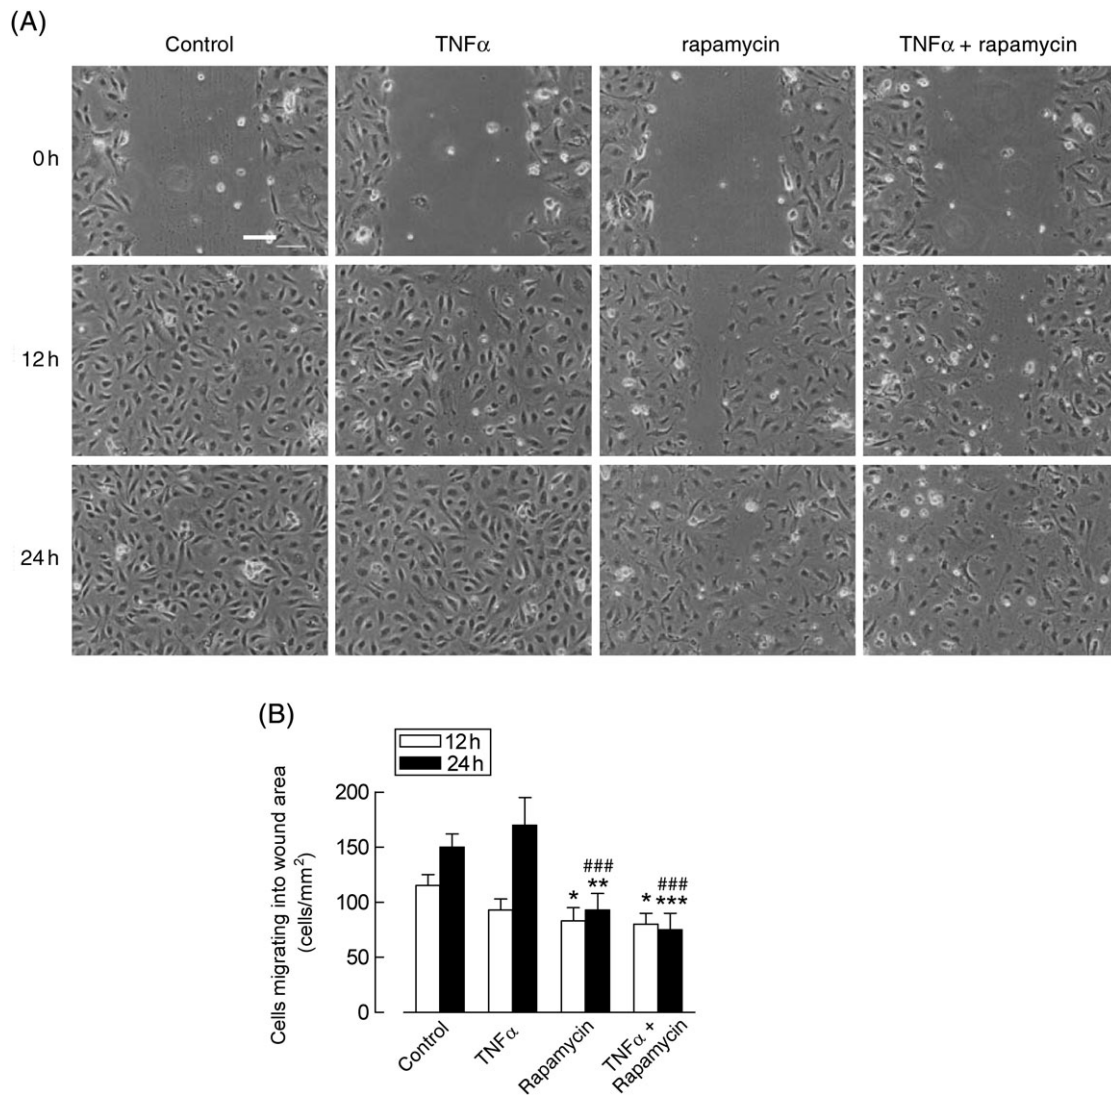 (A)
Control TNFα rapamycin TNFα + rapamycin
0 h
12 h
24 h
(B)
12 h
24 h
Cells migrating into wound area
(cells/mm²)
200
150
100
50
0
###
**
*
###
***
*
Control
TNFα
Rapamycin
TNFα +
Rapamycin